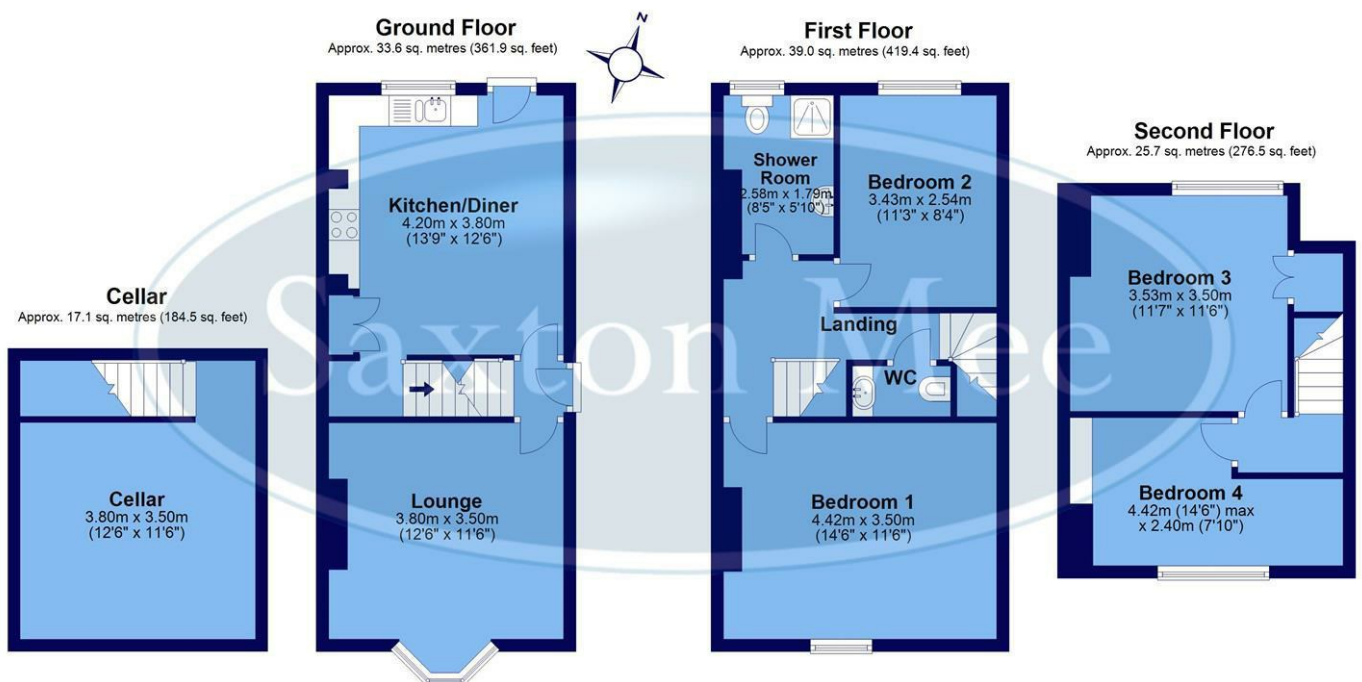 N
Ground Floor
Approx. 33.6 sq. metres (361.9 sq. feet)
Kitchen/Diner
4.20m x 3.80m
(13'9" x 12'6")
Lounge
3.80m x 3.50m
(12'6" x 11'6")
First Floor
Approx. 39.0 sq. metres (419.4 sq. feet)
Shower
Room
2.58m x 1.79m
(8'5" x 5'10")
Bedroom 2
3.43m x 2.54m
(11'3" x 8'4")
Landing
WC
Bedroom 1
4.42m x 3.50m
(14'6" x 11'6")
Second Floor
Approx. 25.7 sq. metres (276.5 sq. feet)
Bedroom 3
3.53m x 3.50m
(11'7" x 11'6")
Bedroom 4
4.42m (14'6") max
x 2.40m (7'10")
Cellar
Approx. 17.1 sq. metres (184.5 sq. feet)
Cellar
3.80m x 3.50m
(12'6" x 11'6")
Saxton Mee